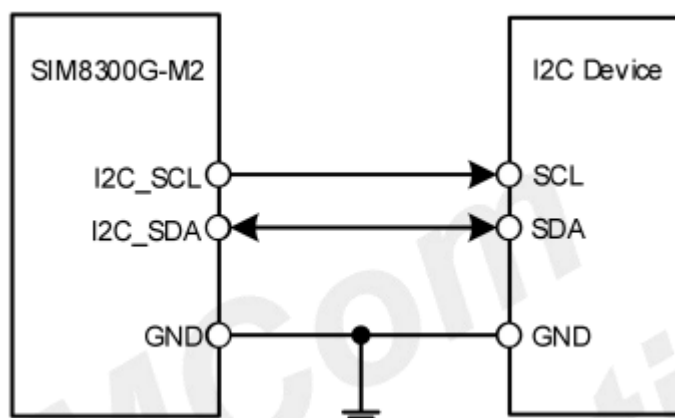 SIM8300G-M2
I2C Device
I2C_SCL
SCL
I2C_SDA
SDA
GND
GND